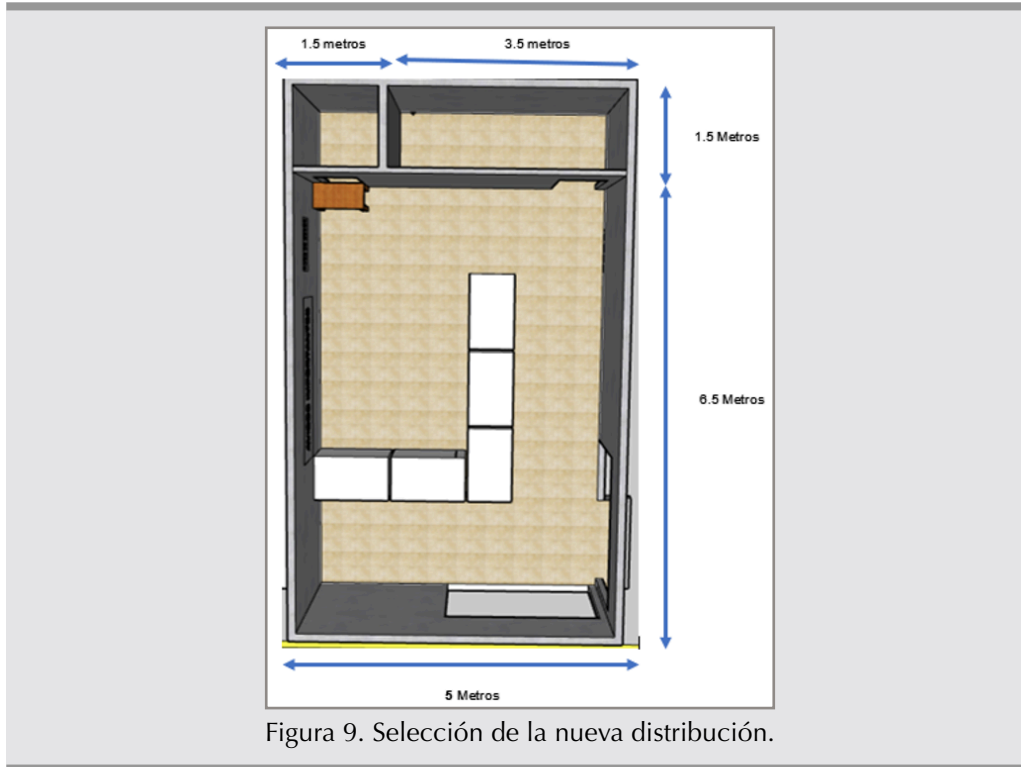 1.5 metros
3.5 metros
1.5 Metros
6.5 Metros
5 Metros
Figura 9. Selección de la nueva distribución.